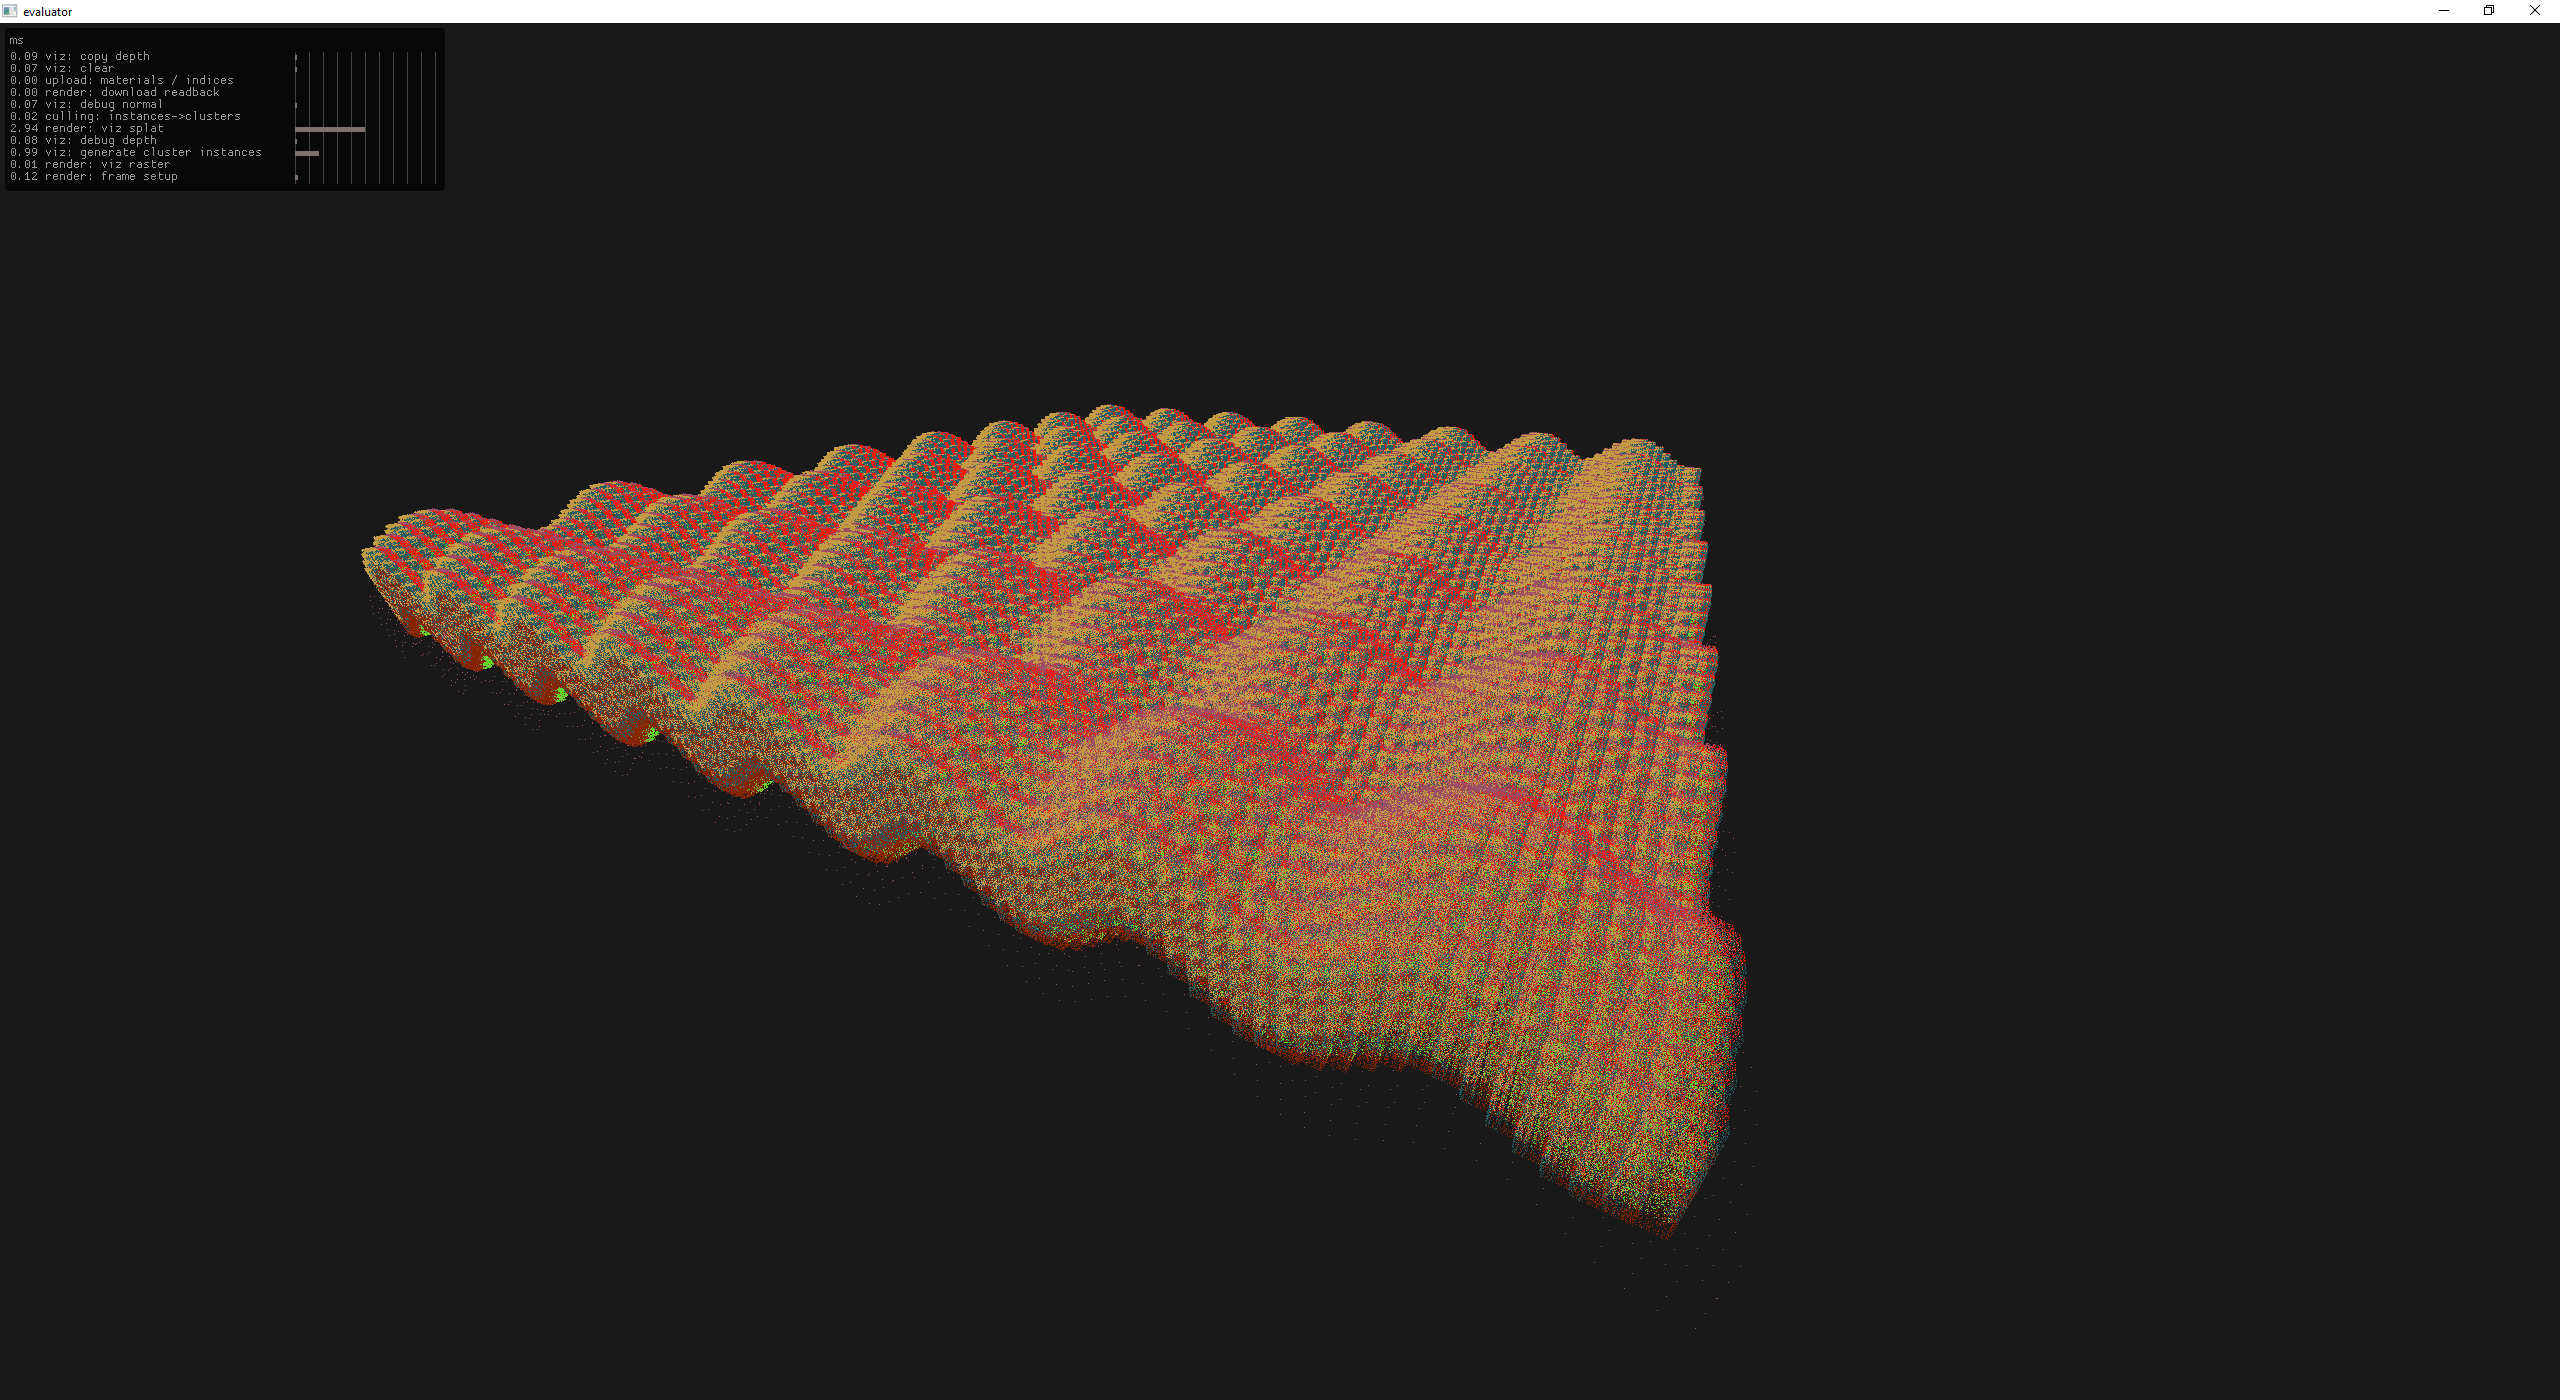 evaluator
ms
0.09 viz: copy depth
0.07 viz: clear
0.00 upload: materials / indices
0.00 render: download readback
0.07 viz: debug normal
0.02 culling: instances->clusters
2.94 render: viz splat
0.08 viz: debug depth
0.99 viz: generate cluster instances
0.01 render: viz raster
0.12 render: frame setup